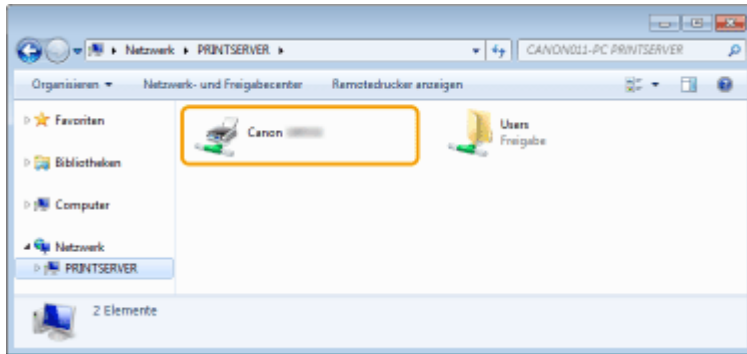 Netzwerk ▸ PRINTSERVER ▸
CANON011-PC PRINTSERVER
Organisieren
Netzwerk- und Freigabecenter
Remotedrucker anzeigen
Favoriten
Bibliotheken
Computer
Netzwerk
PRINTSERVER
Canon
Users
Freigabe
2 Elemente